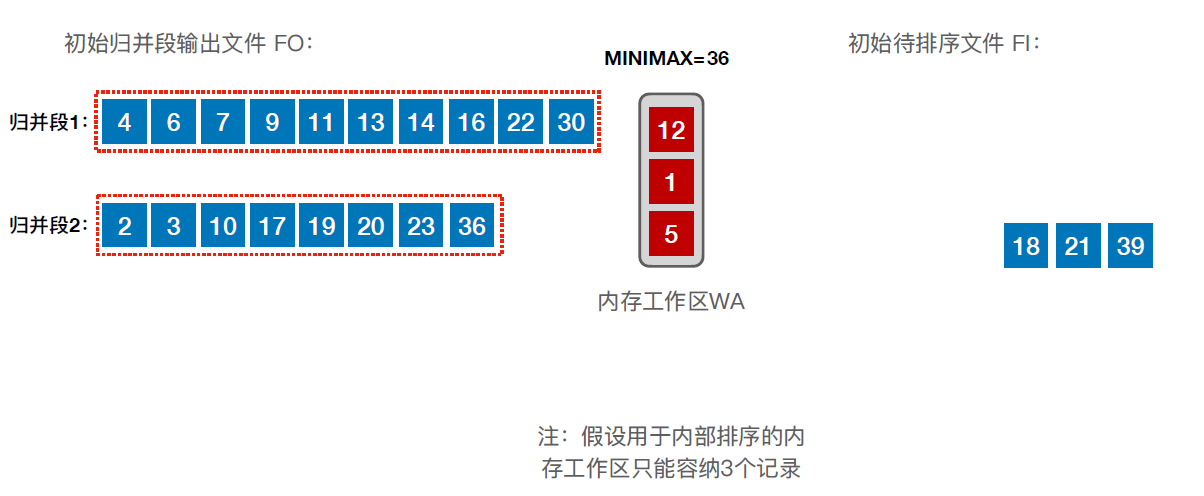 初始归并段输出文件 FO：
初始待排序文件 FI：
MINIMAX=36
归并段1： 4 6 7 9 11 13 14 16 22 30
12
1
5
归并段2： 2 3 10 17 19 20 23 36
18 21 39
内存工作区WA
注：假设用于内部排序的内
存工作区只能容纳3个记录